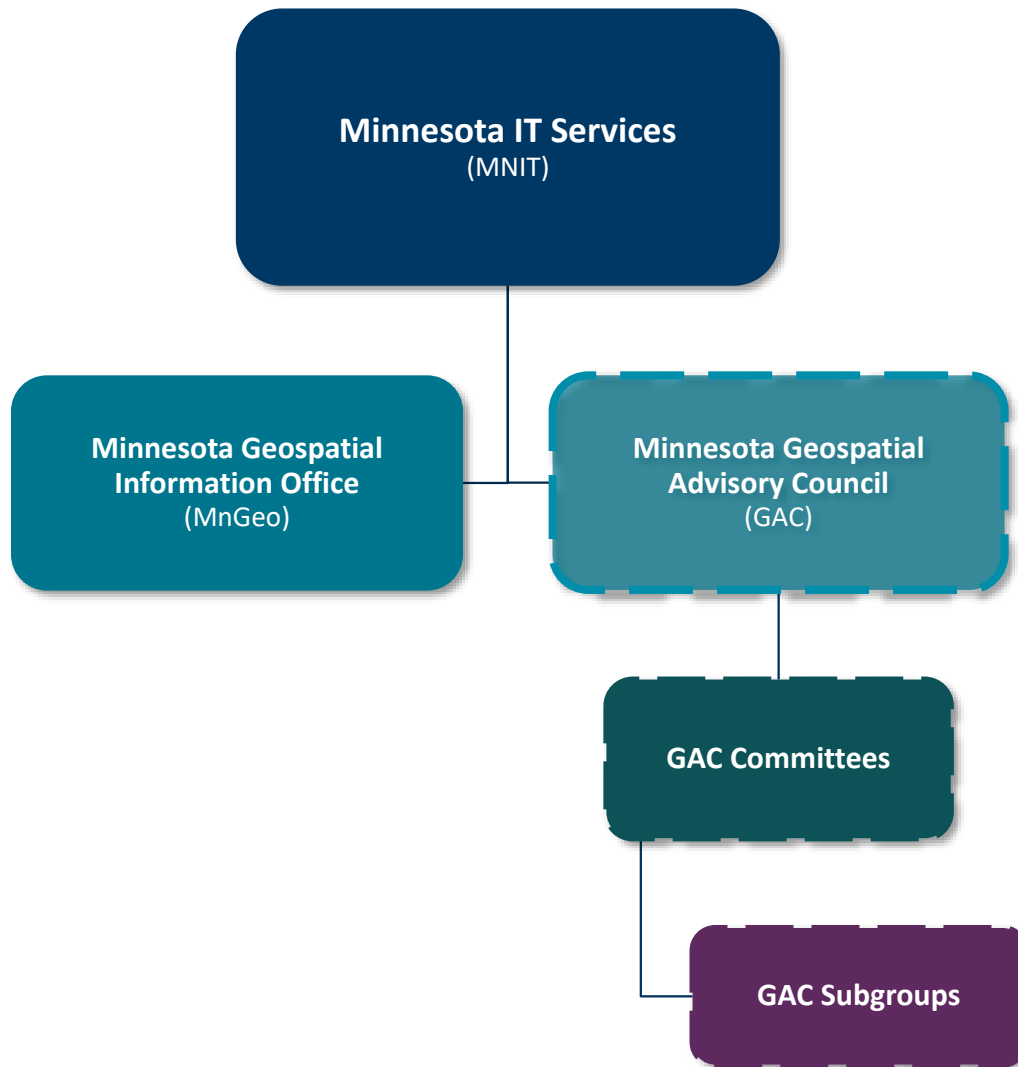 Minnesota IT Services
(MNIT)
Minnesota Geospatial
Information Office
(MnGeo)
Minnesota Geospatial
Advisory Council
(GAC)
GAC Committees
GAC Subgroups